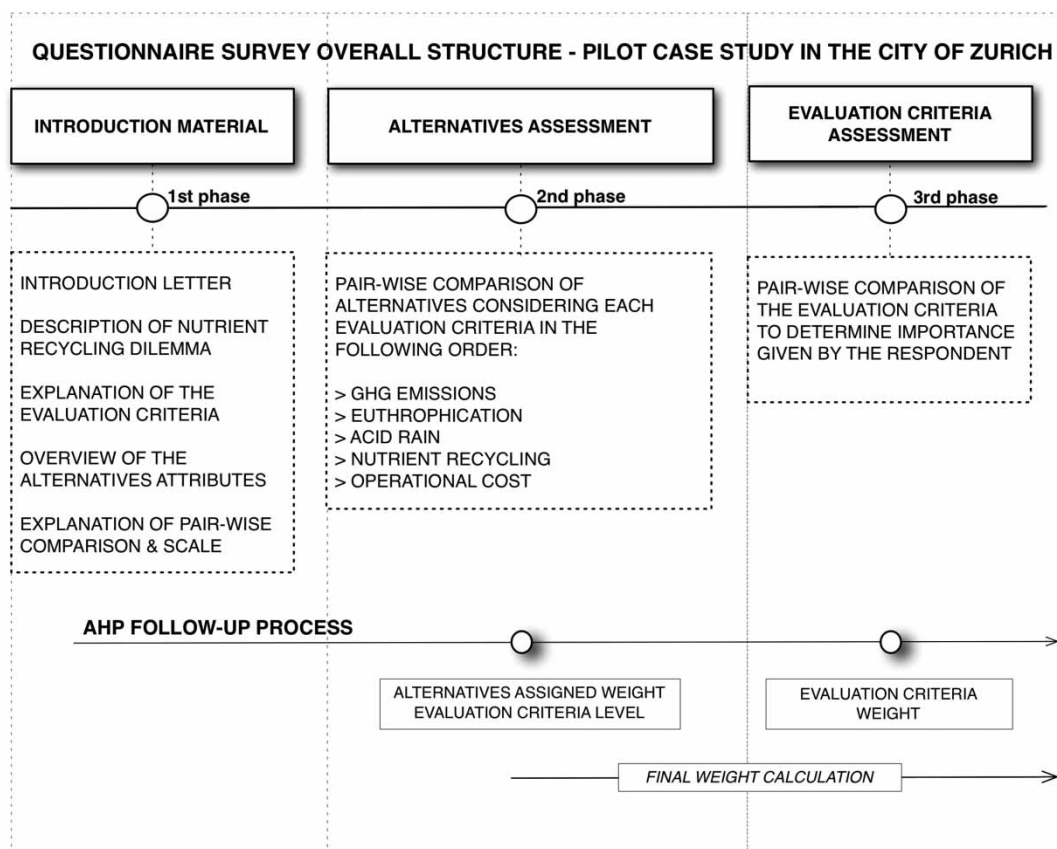 QUESTIONNAIRE SURVEY OVERALL STRUCTURE - PILOT CASE STUDY IN THE CITY OF ZURICH
INTRODUCTION MATERIAL
ALTERNATIVES ASSESSMENT
EVALUATION CRITERIA
ASSESSMENT
1st phase
2nd phase
3rd phase
INTRODUCTION LETTER
DESCRIPTION OF NUTRIENT
RECYCLING DILEMMA
EXPLANATION OF THE
EVALUATION CRITERIA
OVERVIEW OF THE
ALTERNATIVES ATTRIBUTES
EXPLANATION OF PAIR-WISE
COMPARISON & SCALE
PAIR-WISE COMPARISON OF
ALTERNATIVES CONSIDERING EACH
EVALUATION CRITERIA IN THE
FOLLOWING ORDER:
> GHG EMISSIONS
> EUTHROPHICATION
> ACID RAIN
> NUTRIENT RECYCLING
> OPERATIONAL COST
PAIR-WISE COMPARISON OF
THE EVALUATION CRITERIA
TO DETERMINE IMPORTANCE
GIVEN BY THE RESPONDENT
AHP FOLLOW-UP PROCESS
ALTERNATIVES ASSIGNED WEIGHT
EVALUATION CRITERIA LEVEL
EVALUATION CRITERIA
WEIGHT
FINAL WEIGHT CALCULATION